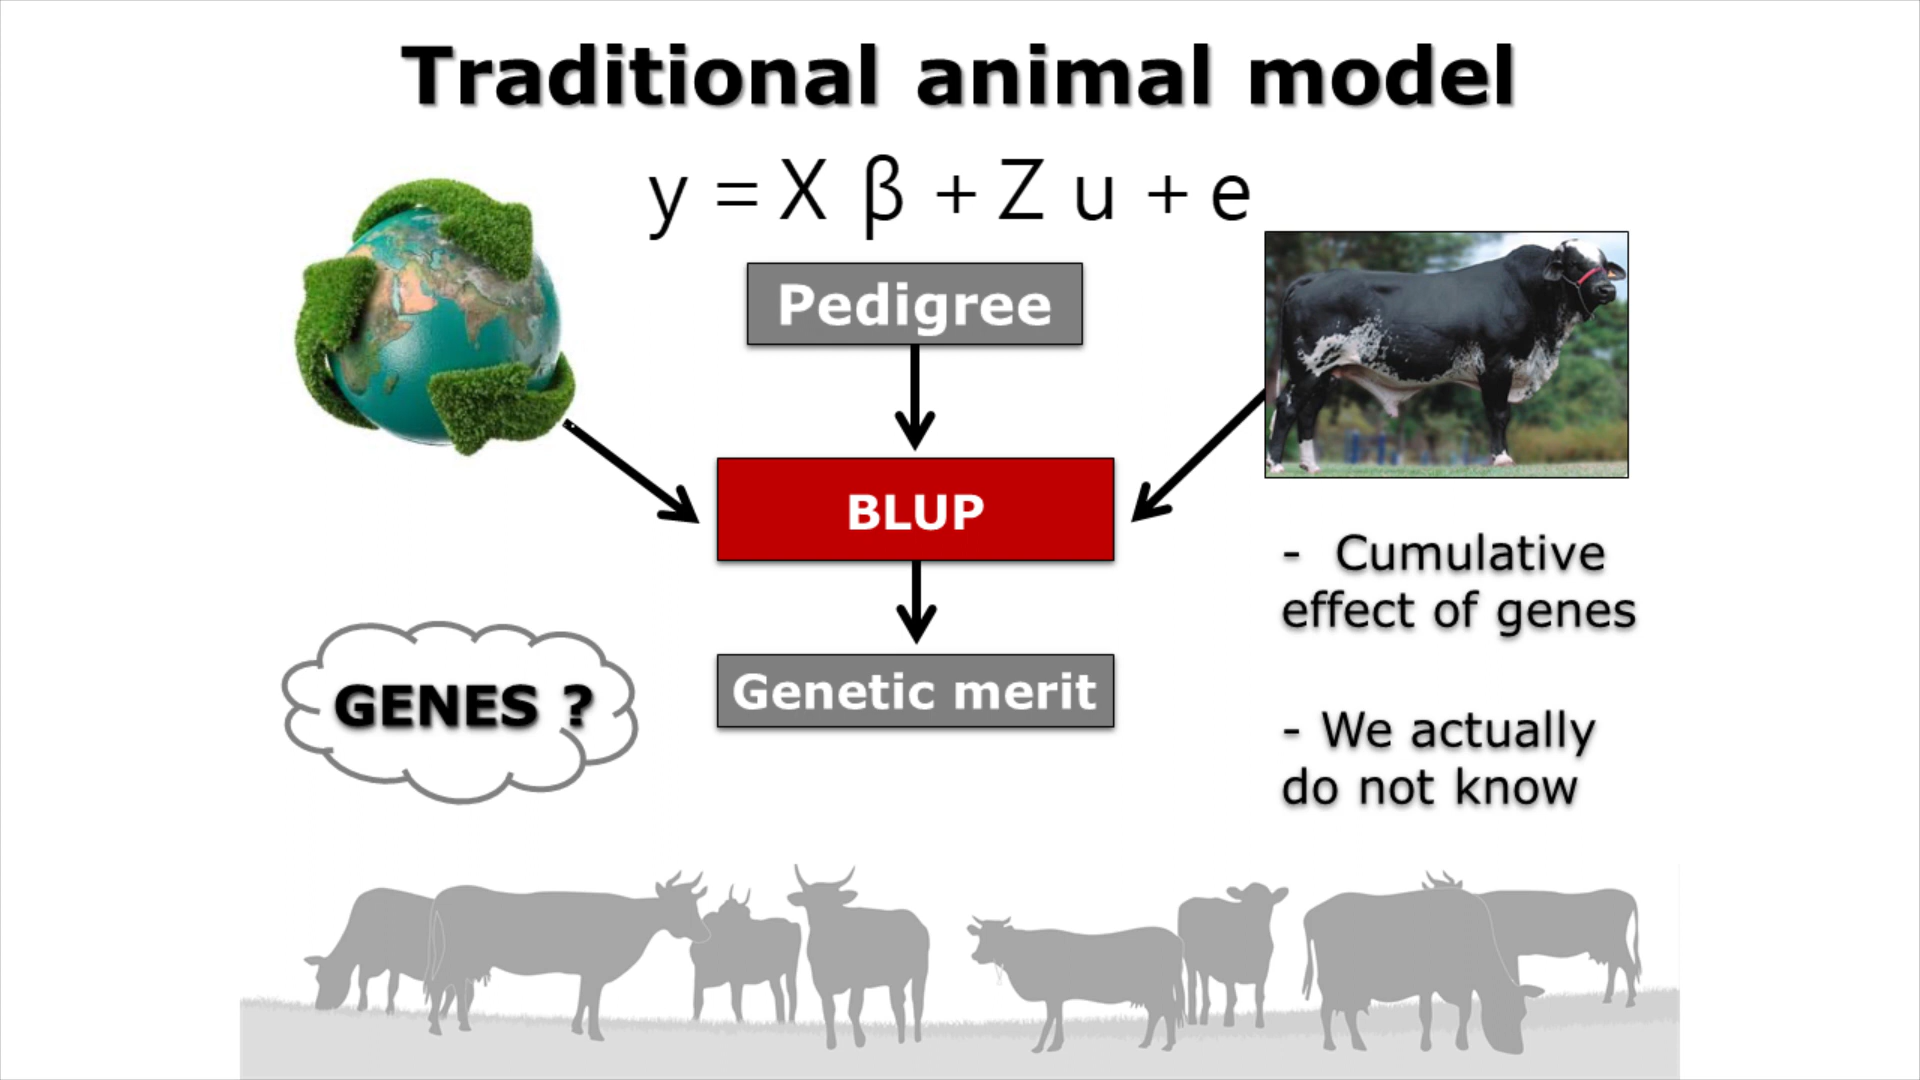 Traditional animal model
y = X β + Z u + e
Pedigree
BLUP
Genetic merit
GENES ?
- Cumulative
effect of genes
- We actually
do not know